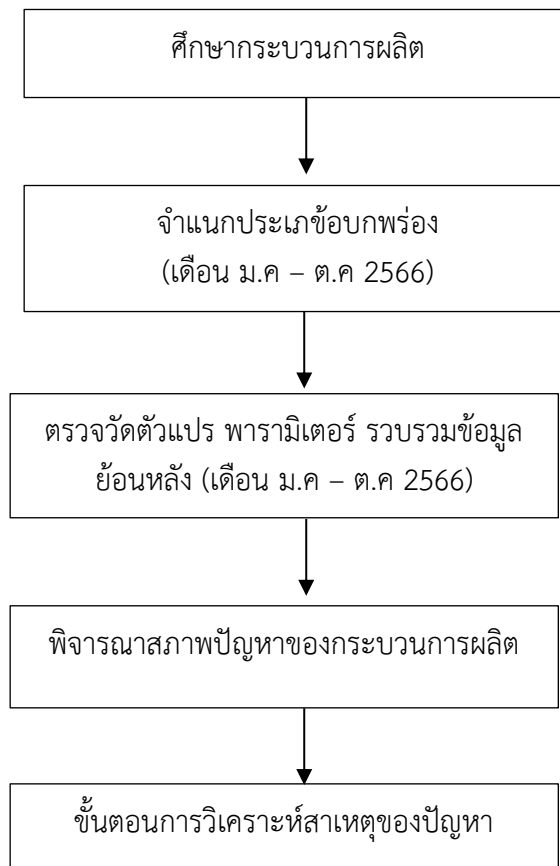 ศึกษากระบวนการผลิต
จำแนกประเภข้อบกพร่อง
(เดือน ม.ค – ต.ค 2566)
ตรวจวัดตัวแปร พารามิเตอร์ รวบรวมข้อมูล
ย้อนหลัง (เดือน ม.ค – ต.ค 2566)
พิจารณาสภาพปัญหาของกระบวนการผลิต
ขั้นตอนการวิเคราะห์สาเหตุของปัญหา